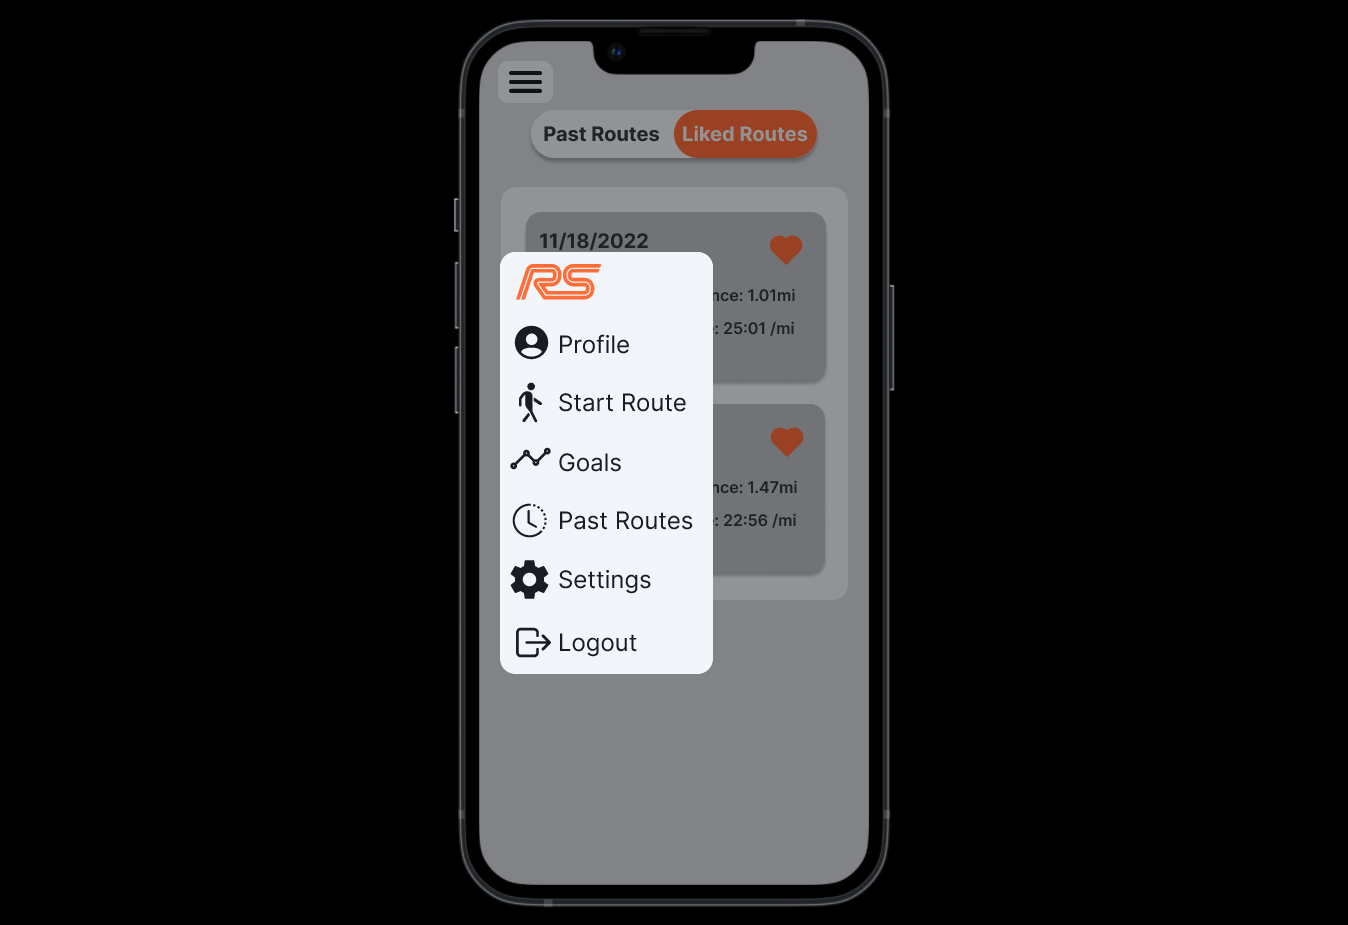 Past Routes Liked Routes
11/18/2022
nce: 1.01mi
: 25:01 /mi
RS
Profile
Start Route
Goals
nce: 1.47mi
Past Routes
: 22:56 /mi
Settings
Logout